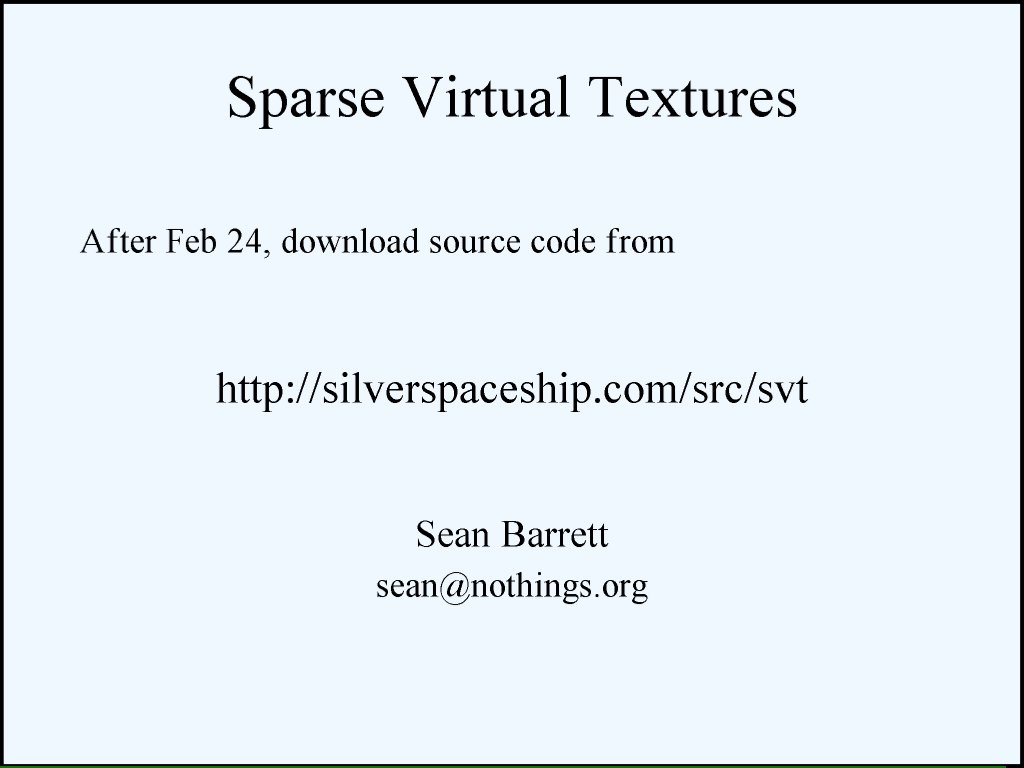 Sparse Virtual Textures
After Feb 24, download source code from
http://silverspaceship.com/src/svt
Sean Barrett
sean@nothings.org